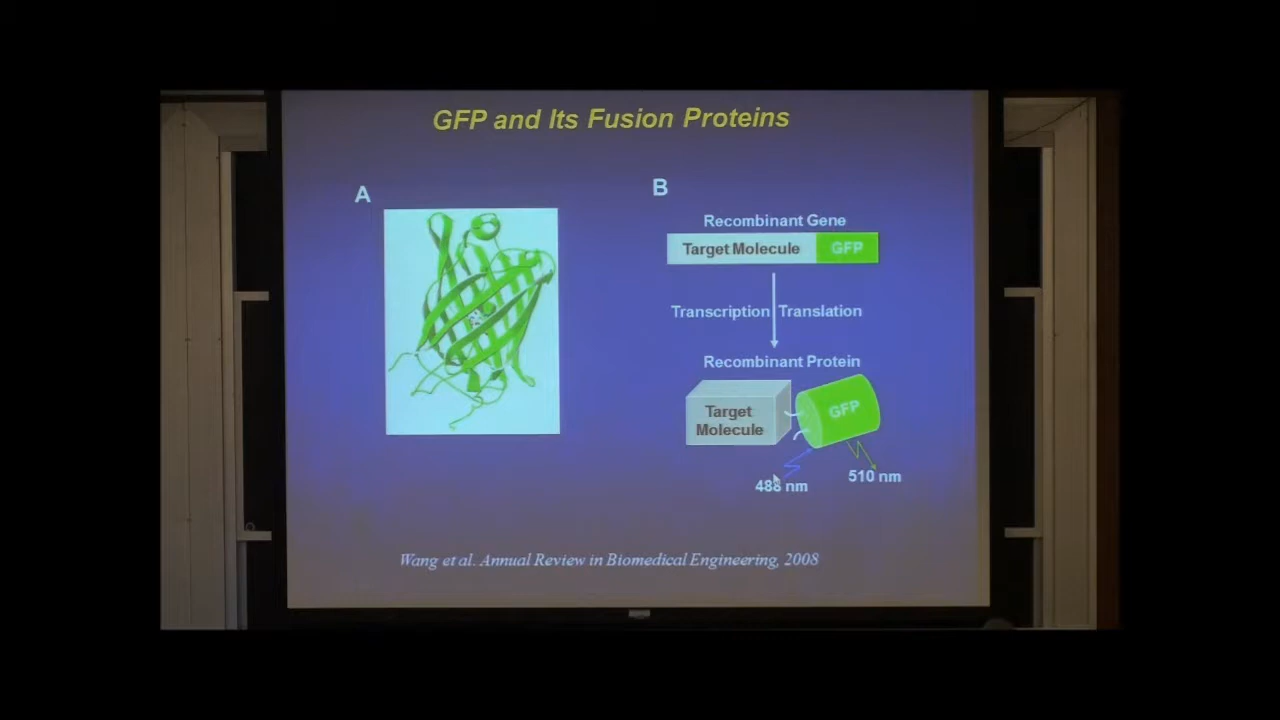 GFP and Its Fusion Proteins
A
B
Recombinant Gene
Target Molecule GFP
Transcription Translation
Recombinant Protein
Target
Molecule
GFP
488 nm
510 nm
Wang et al. Annual Review in Biomedical Engineering, 2008